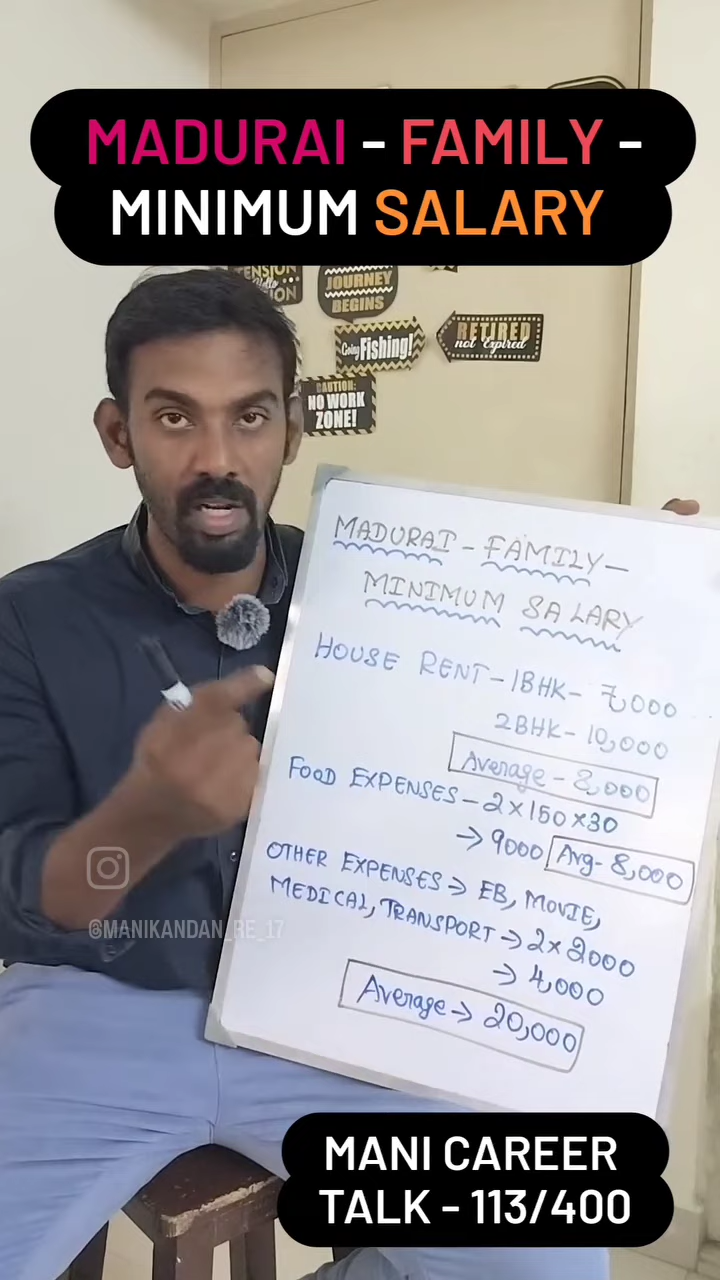 MADURAI - FAMILY -
MINIMUM SALARY
TENSION
JOURNEY
BEGINS
Going Fishing!
RETIRED
not Expired
CAUTION:
NO WORK
ZONE!
MADURAI - FAMILY -
MINIMUM SALARY
HOUSE RENT - 1BHK - 7,000
2BHK - 10,000
Average - 8,000
FOOD EXPENSES - 2 x 150 x 30
→ 9000 Avg - 8,000
OTHER EXPENSES → EB, MOVIE,
MEDICAL, TRANSPORT → 2 x 2000
→ 4,000
Average → 20,000
@MANIKANDAN_RE_17
MANI CAREER
TALK - 113/400